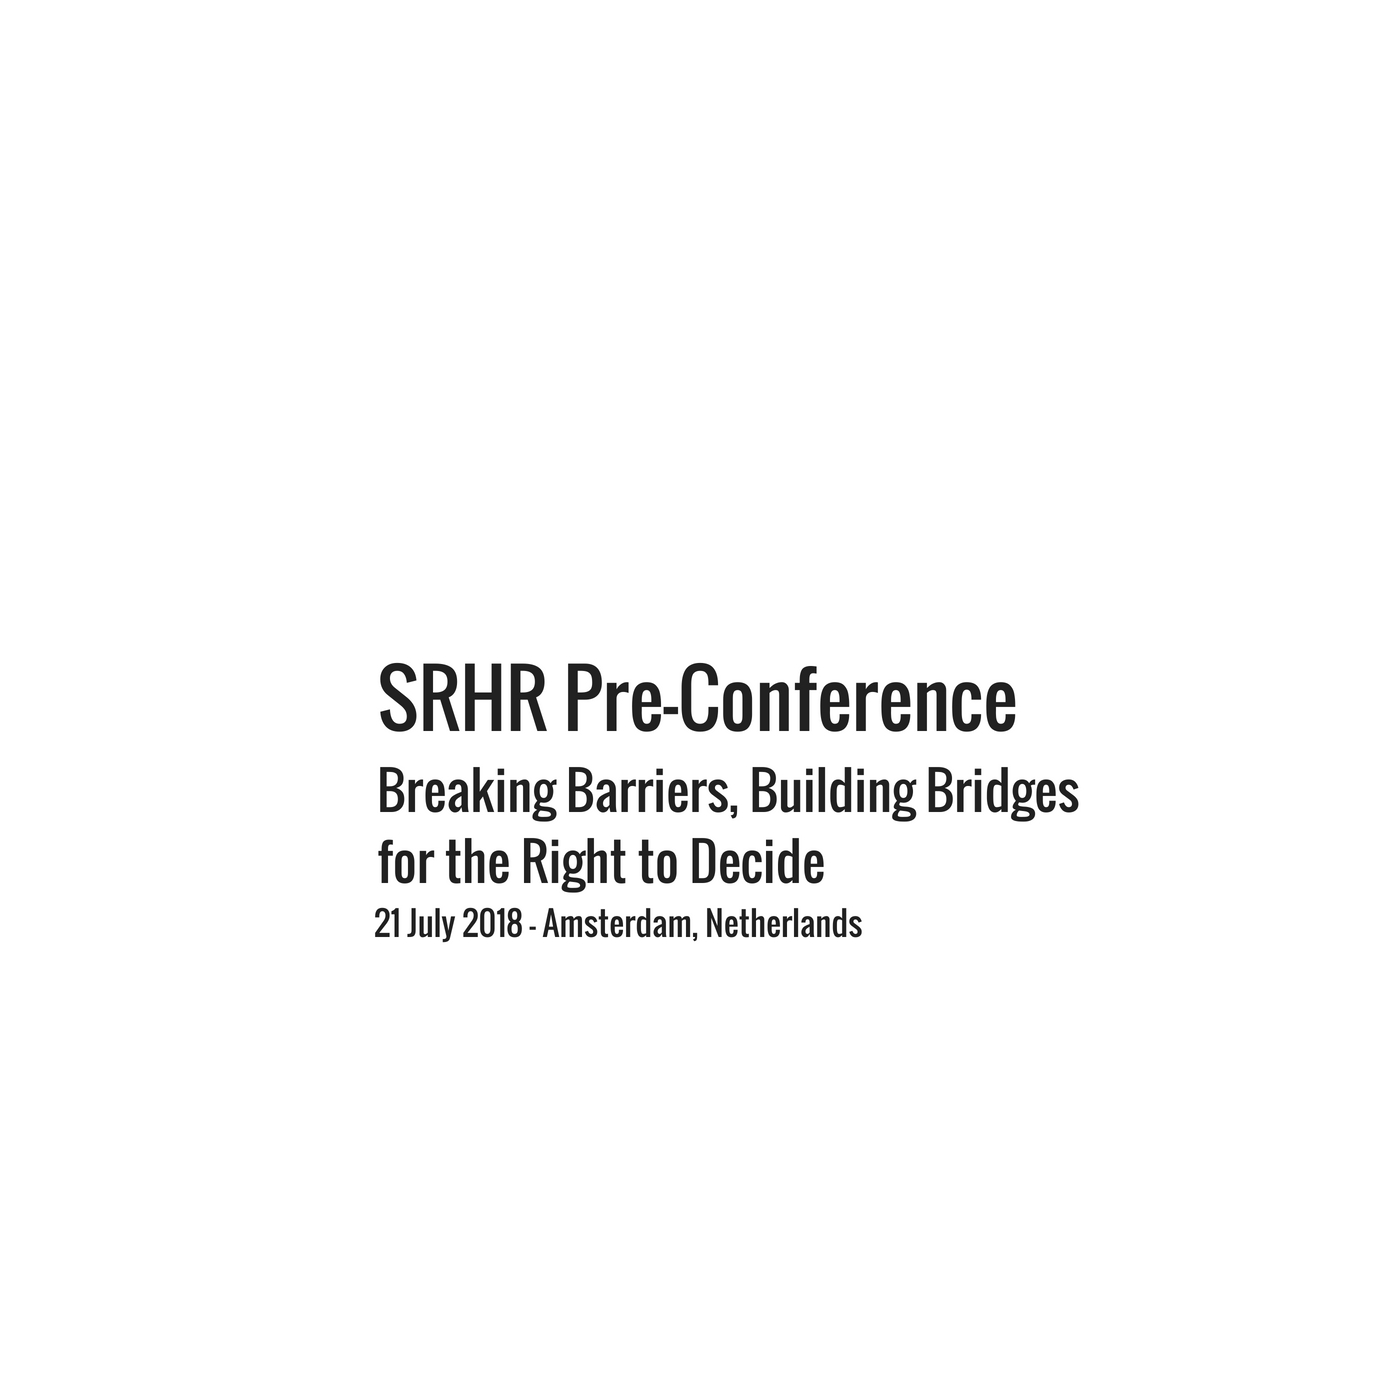 SRHR Pre-Conference
Breaking Barriers, Building Bridges
for the Right to Decide
21 July 2018 - Amsterdam, Netherlands